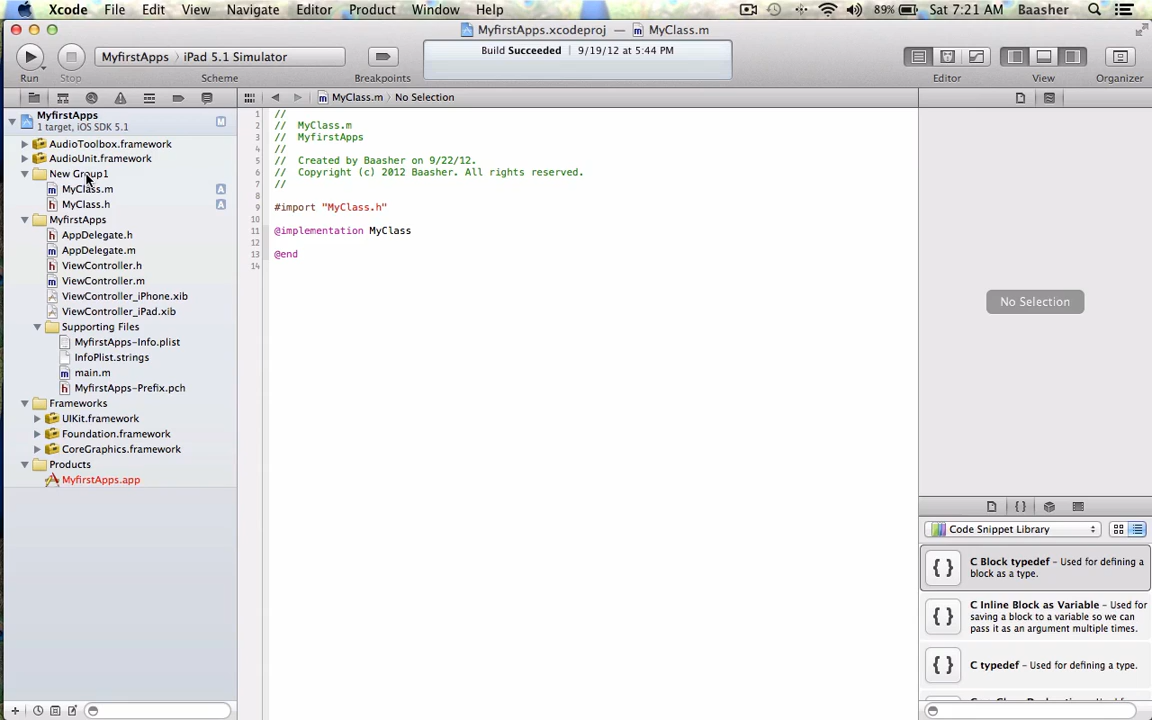 Xcode File Edit View Navigate Editor Product Window Help 89% Sat 7:21 AM Baasher
MyfirstApps.xcodeproj — MyClass.m
MyfirstApps iPad 5.1 Simulator
Build Succeeded 9/19/12 at 5:44 PM
Run Stop Scheme Breakpoints Editor View Organizer
MyClass.m No Selection
MyfirstApps M
1 target, iOS SDK 5.1
AudioToolbox.framework
AudioUnit.framework
New Group1
MyClass.m A
MyClass.h A
MyfirstApps
AppDelegate.h
AppDelegate.m
ViewController.h
ViewController.m
ViewController_iPhone.xib
ViewController_iPad.xib
Supporting Files
MyfirstApps-Info.plist
InfoPlist.strings
main.m
MyfirstApps-Prefix.pch
Frameworks
UIKit.framework
Foundation.framework
CoreGraphics.framework
Products
MyfirstApps.app
1 //
2 // MyClass.m
3 // MyfirstApps
4 //
5 // Created by Baasher on 9/22/12.
6 // Copyright (c) 2012 Baasher. All rights reserved.
7 //
8
9 #import "MyClass.h"
10
11 @implementation MyClass
12
13 @end
14
No Selection
{ }
Code Snippet Library
{ } C Block typedef – Used for defining a
block as a type.
{ } C Inline Block as Variable – Used for
saving a block to a variable so we can
pass it as an argument multiple times.
{ } C typedef – Used for defining a type.